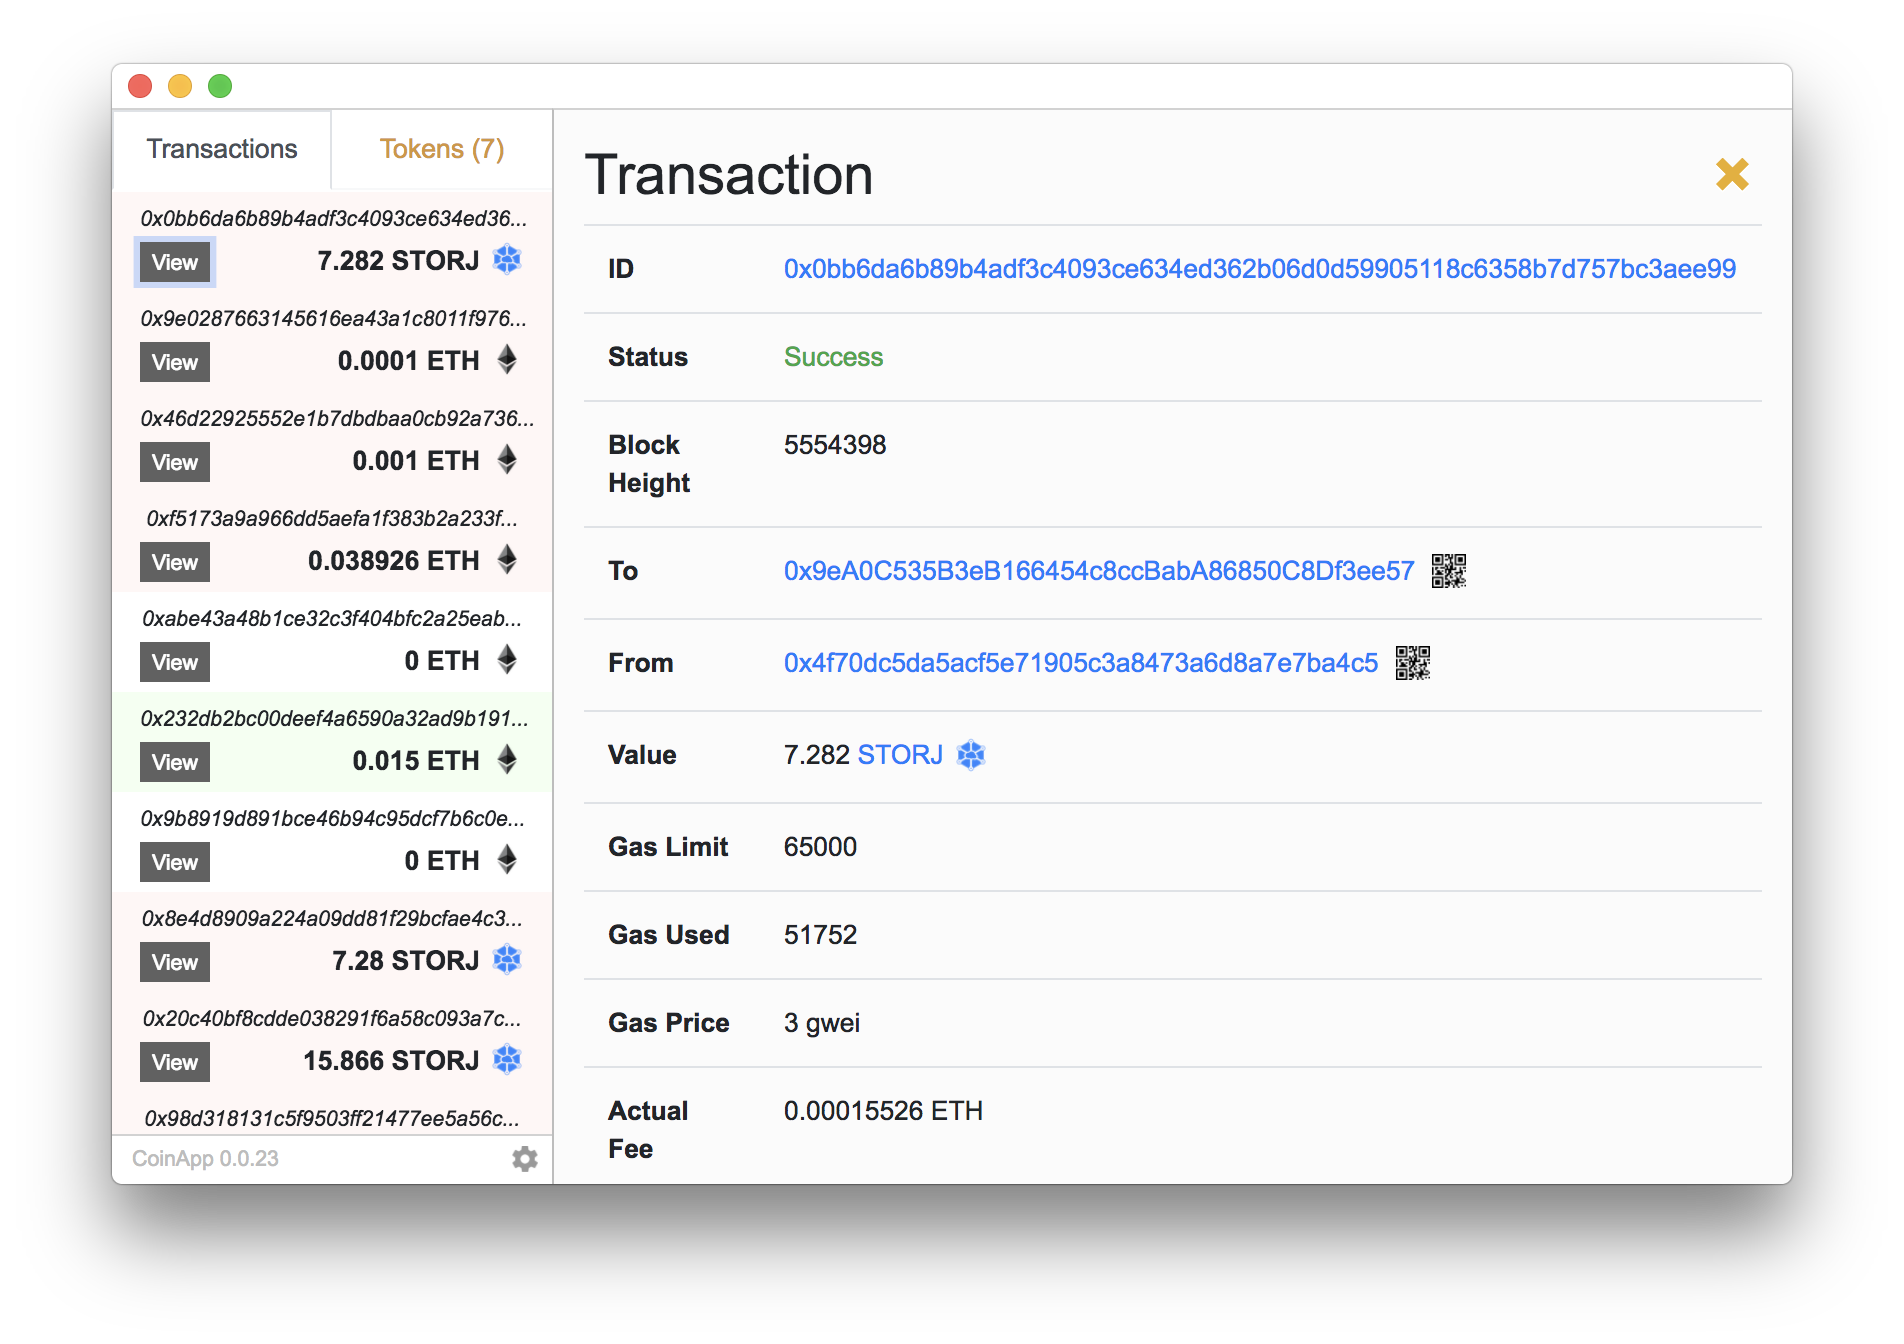 Transactions
Tokens (7)
0x0bb6da6b89b4adf3c4093ce634ed36...
View
7.282 STORJ
0x9e0287663145616ea43a1c8011f976...
View
0.0001 ETH
0x46d22925552e1b7dbdbaa0cb92a736...
View
0.001 ETH
0xf5173a9a966dd5aefa1f383b2a233f...
View
0.038926 ETH
0xabe43a48b1ce32c3f404bfc2a25eab...
View
0 ETH
0x232db2bc00deef4a6590a32ad9b191...
View
0.015 ETH
0x9b8919d891bce46b94c95dcf7b6c0e...
View
0 ETH
0x8e4d8909a224a09dd81f29bcfae4c3...
View
7.28 STORJ
0x20c40bf8cdde038291f6a58c093a7c...
View
15.866 STORJ
0x98d318131c5f9503ff21477ee5a56c...
CoinApp 0.0.23
Transaction
ID
0x0bb6da6b89b4adf3c4093ce634ed362b06d0d59905118c6358b7d757bc3aee99
Status
Success
Block
Height
5554398
To
0x9eA0C535B3eB166454c8ccBabA86850C8Df3ee57
From
0x4f70dc5da5acf5e71905c3a8473a6d8a7e7ba4c5
Value
7.282 STORJ
Gas Limit
65000
Gas Used
51752
Gas Price
3 gwei
Actual
Fee
0.00015526 ETH